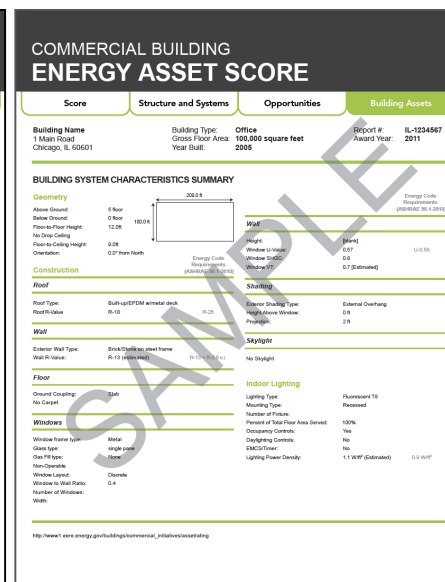 COMMERCIAL BUILDING
ENERGY ASSET SCORE
Score Structure and Systems Opportunities Building Assets
Building Name Building Type: Office Report #: IL-1234567
1 Main Road Gross Floor Area: 100,000 square feet Award Year: 2011
Chicago, IL 60601 Year Built: 2005
BUILDING SYSTEM CHARACTERISTICS SUMMARY
Geometry
Above Ground: 5 floor
Below Ground: 0 floor
Floor-to-Floor Height: 12.0ft
No Drop Ceiling
Floor-to-Ceiling Height: 9.0ft
Orientation: 0.0° from North
300.0 ft
100.0 ft
Construction
Energy Code
Requirements
(ASHRAE 90.1-2010)
Roof
Roof Type: Built-up/EPDM w/metal deck
Roof R-Value R-18 R-25
Wall
Exterior Wall Type: Brick/Stone on steel frame
Wall R-Value: R-13 (estimated)
Floor
Ground Coupling: Slab
No Carpet
Windows
Window frame type: Metal
Glass type: single pane
Gas Fill type: None
Non-Operable
Window Layout: Discrete
Window to Wall Ratio: 0.4
Number of Windows:
Width:
Energy Code
Requirements
(ASHRAE 90.1-2010)
Wall
Height: [blank]
Window U-Value: 0.57 U-0.55
Window SHGC: 0.8
Window VT: 0.7 [Estimated]
Shading
Exterior Shading Type: External Overhang
Height Above Window: 0 ft
Projection: 2 ft
Skylight
No Skylight
Indoor Lighting
Lighting Type: Fluorescent T8
Mounting Type: Recessed
Number of Fixture:
Percent of Total Floor Area Served: 100%
Occupancy Controls: Yes
Daylighting Controls: No
EMCS/Timer: No
Lighting Power Density: 1.1 W/ft² (Estimated) 0.9 W/ft²
http://www1.eere.energy.gov/buildings/commercial_initiatives/assetrating
SAMPLE